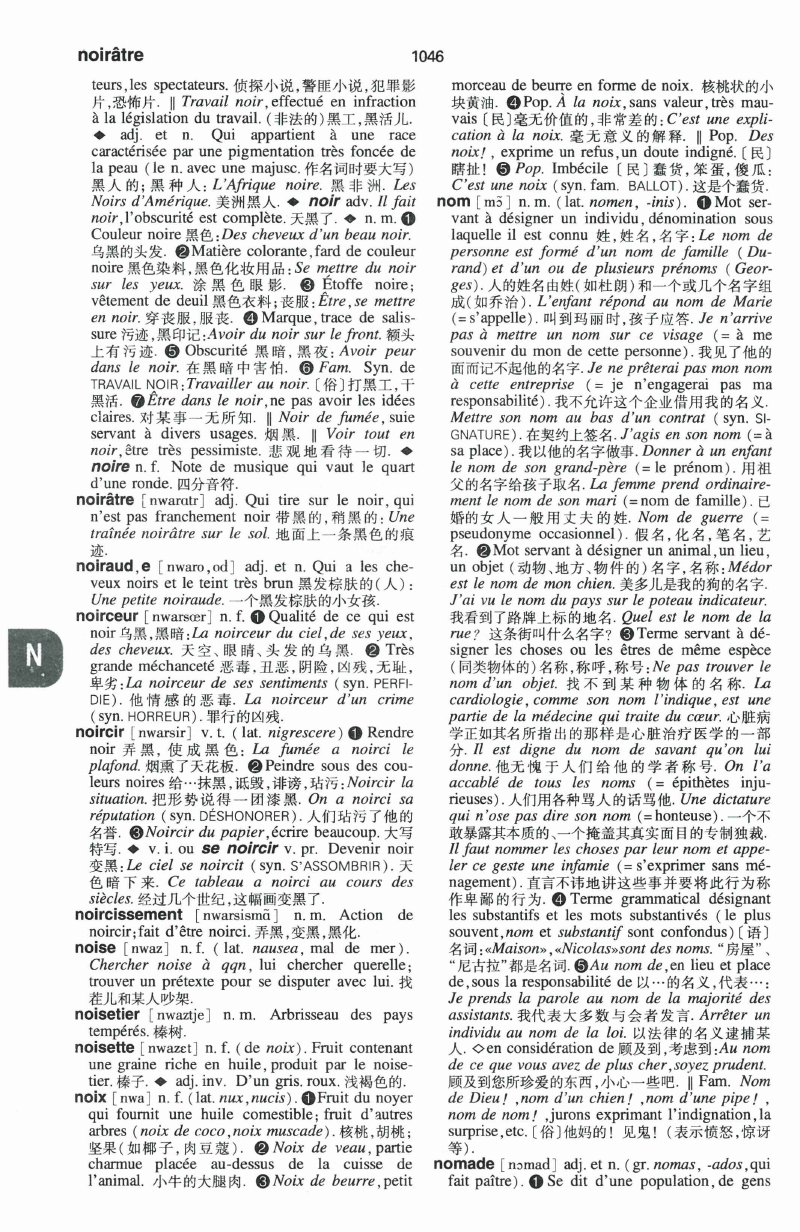 noirâtre
1046
teurs,les spectateurs. 侦探小说,警匪小说,犯罪影
片,恐怖片. ‖ Travail noir,effectué en infraction
à la législation du travail. (非法的)黑工,黑活儿.
◆ adj. et n. Qui appartient à une race
caractérisée par une pigmentation très foncée de
la peau (le n. avec une majusc. 作名词时要大写)
黑人的; 黑种人: L'Afrique noire. 黑非洲. Les
Noirs d'Amérique. 美洲黑人. ◆ noir adv. Il fait
noir,l'obscurité est complète. 天黑了. ◆ n. m. ❶
Couleur noire 黑色:Des cheveux d'un beau noir.
乌黑的头发. ❷Matière colorante,fard de couleur
noire 黑色染料,黑色化妆用品:Se mettre du noir
sur les yeux. 涂黑色眼影. ❸ Étoffe noire;
vêtement de deuil 黑色衣料;丧服:Être,se mettre
en noir. 穿丧服,服丧. ❹ Marque,trace de salis-
sure 污迹,黑印记:Avoir du noir sur le front. 额头
上有污迹. ❺ Obscurité 黑暗,黑夜: Avoir peur
dans le noir. 在黑暗中害怕. ❻ Fam. Syn. de
TRAVAIL NOIR:Travailler au noir. 〔俗〕打黑工,干
黑活. ❼Être dans le noir,ne pas avoir les idées
claires. 对某事一无所知. ‖ Noir de fumée, suie
servant à divers usages. 烟黑. ‖ Voir tout en
noir,être très pessimiste. 悲观地看待一切. ◆
noire n. f. Note de musique qui vaut le quart
d'une ronde. 四分音符.
noirâtre [nwaratr] adj. Qui tire sur le noir, qui
n'est pas franchement noir 带黑的,稍黑的: Une
traînée noirâtre sur le sol. 地面上一条黑色的痕
迹.
noiraud,e [nwaro,od] adj. et n. Qui a les che-
veux noirs et le teint très brun 黑发棕肤的(人):
Une petite noiraude. 一个黑发棕肤的小女孩.
noirceur [nwarsœr] n. f. ❶ Qualité de ce qui est
noir 乌黑,黑暗:La noirceur du ciel,de ses yeux,
des cheveux. 天空、眼睛、头发的乌黑. ❷ Très
grande méchanceté 恶毒,丑恶,阴险,凶残,无耻,
卑劣:La noirceur de ses sentiments (syn. PERFI-
DIE). 他情感的恶毒. La noirceur d'un crime
(syn. HORREUR). 罪行的凶残.
noircir [nwarsir] v. t. (lat. nigrescere) ❶ Rendre
noir 弄黑, 使成黑色: La fumée a noirci le
plafond. 烟熏了天花板. ❷Peindre sous des cou-
leurs noires 给…抹黑,诋毁,诽谤,玷污:Noircir la
situation. 把形势说得一团漆黑. On a noirci sa
réputation (syn. DÉSHONORER). 人们玷污了他的
名誉. ❸Noircir du papier,écrire beaucoup. 大写
特写. ◆ v. i. ou se noircir v. pr. Devenir noir
变黑:Le ciel se noircit (syn. S'ASSOMBRIR). 天
色暗下来. Ce tableau a noirci au cours des
siècles. 经过几个世纪,这幅画变黑了.
noircissement [nwarsismɑ̃] n. m. Action de
noircir;fait d'être noirci. 弄黑,变黑,黑化.
noise [nwaz] n. f. (lat. nausea, mal de mer).
Chercher noise à qqn, lui chercher querelle;
trouver un prétexte pour se disputer avec lui. 找
茬儿和某人吵架.
noisetier [nwaztje] n. m. Arbrisseau des pays
tempérés. 榛树.
noisette [nwazɛt] n. f. (de noix). Fruit contenant
une graine riche en huile,produit par le noise-
tier. 榛子. ◆ adj. inv. D'un gris. roux. 浅褐色的.
noix [nwa] n. f. (lat. nux,nucis). ❶Fruit du noyer
qui fournit une huile comestible; fruit d'autres
arbres (noix de coco,noix muscade). 核桃,胡桃;
坚果(如椰子,肉豆蔻). ❷ Noix de veau, partie
charnue placée au-dessus de la cuisse de
l'animal. 小牛的大腿肉. ❸Noix de beurre,petit
morceau de beurre en forme de noix. 核桃状的小
块黄油. ❹Pop. À la noix,sans valeur,très mau-
vais 〔民〕毫无价值的,非常差的:C'est une expli-
cation à la noix. 毫无意义的解释. ‖ Pop. Des
noix!, exprime un refus,un doute indigné. 〔民〕
瞎扯! ❺ Pop. Imbécile 〔民〕蠢货,笨蛋,傻瓜:
C'est une noix (syn. fam. BALLOT). 这是个蠢货.
nom [mɔ̃] n. m. (lat. nomen, -inis). ❶Mot ser-
vant à désigner un individu,dénomination sous
laquelle il est connu 姓,姓名,名字:Le nom de
personne est formé d'un nom de famille (Du-
rand) et d'un ou de plusieurs prénoms (Geor-
ges). 人的姓名由姓(如杜朗)和一个或几个名字组
成(如乔治). L'enfant répond au nom de Marie
(=s'appelle). 叫到玛丽时,孩子应答. Je n'arrive
pas à mettre un nom sur ce visage (= à me
souvenir du mon de cette personne). 我见了他的
面而记不起他的名字. Je ne prêterai pas mon nom
à cette entreprise (= je n'engagerai pas ma
responsabilité). 我不允许这个企业借用我的名义.
Mettre son nom au bas d'un contrat (syn. SI-
GNATURE). 在契约上签名. J'agis en son nom (=à
sa place). 我以他的名字做事. Donner à un enfant
le nom de son grand-père (= le prénom). 用祖
父的名字给孩子取名. La femme prend ordinaire-
ment le nom de son mari (=nom de famille). 已
婚的女人一般用丈夫的姓. Nom de guerre (=
pseudonyme occasionnel). 假名,化名,笔名,艺
名. ❷Mot servant à désigner un animal,un lieu,
un objet (动物、地方、物件的)名字,名称:Médor
est le nom de mon chien. 美多儿是我的狗的名字.
J'ai vu le nom du pays sur le poteau indicateur.
我看到了路牌上标的地名. Quel est le nom de la
rue? 这条街叫什么名字? ❸Terme servant à dé-
signer les choses ou les êtres de même espèce
(同类物体的)名称,称呼,称号:Ne pas trouver le
nom d'un objet. 找不到某种物体的名称. La
cardiologie, comme son nom l'indique, est une
partie de la médecine qui traite du cœur. 心脏病
学正如其名所指出的那样是心脏治疗医学的一部
分. Il est digne du nom de savant qu'on lui
donne. 他无愧于人们给他的学者称号. On l'a
accablé de tous les noms (= épithètes inju-
rieuses). 人们用各种骂人的话骂他. Une dictature
qui n'ose pas dire son nom (=honteuse). 一个不
敢暴露其本质的、一个掩盖其真实面目的专制独裁.
Il faut nommer les choses par leur nom et appe-
ler ce geste une infamie (=s'exprimer sans mé-
nagement). 直言不讳地讲这些事并要将此行为称
作卑鄙的行为. ❹ Terme grammatical désignant
les substantifs et les mots substantivés (le plus
souvent,nom et substantif sont confondus) 〔语〕
名词:«Maison», «Nicolas»sont des noms. “房屋”、
“尼古拉”都是名词. ❺Au nom de,en lieu et place
de,sous la responsabilité de 以…的名义,代表…:
Je prends la parole au nom de la majorité des
assistants. 我代表大多数与会者发言. Arrêter un
individu au nom de la loi. 以法律的名义逮捕某
人. ◇en considération de 顾及到,考虑到:Au nom
de ce que vous avez de plus cher,soyez prudent.
顾及到您所珍爱的东西,小心一些吧. ‖ Fam. Nom
de Dieu!,nom d'un chien!,nom d'une pipe!,
nom de nom!,jurons exprimant l'indignation,la
surprise,etc. 〔俗〕他妈的! 见鬼! (表示愤怒,惊讶
等).
nomade [nɔmad] adj. et n. (gr. nomas, -ados,qui
fait paître). ❶ Se dit d'une population, de gens
N